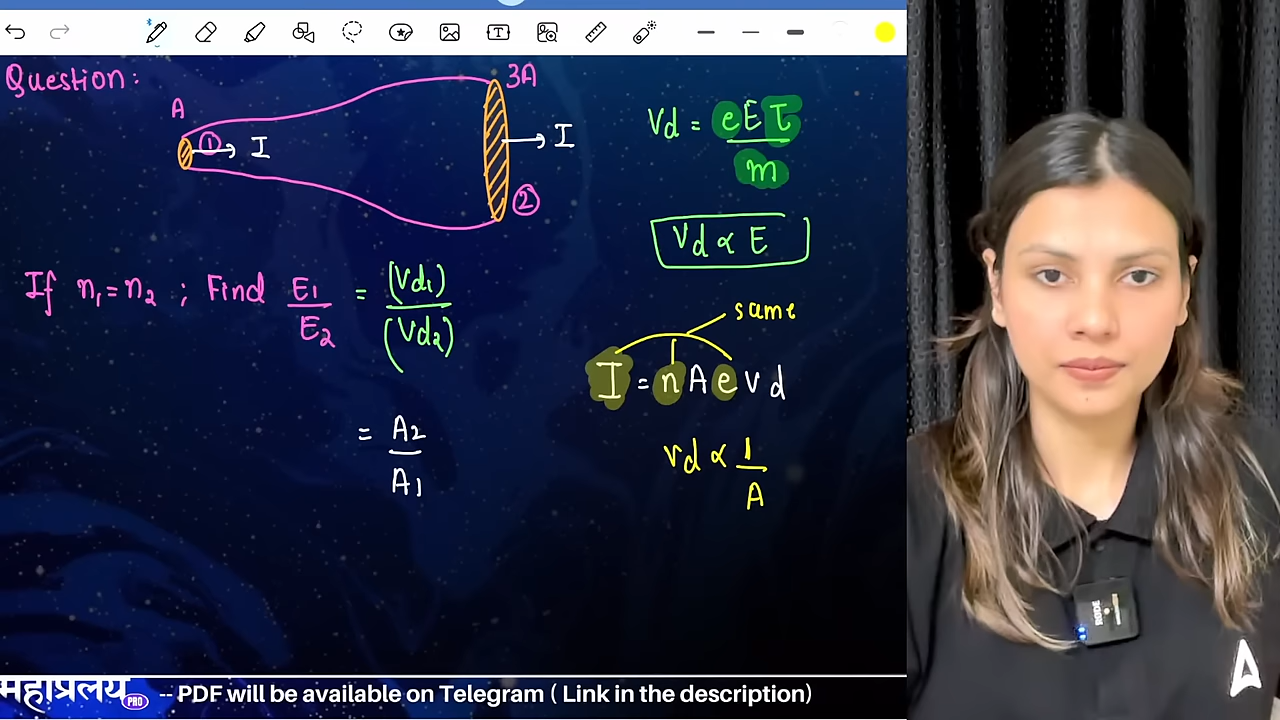 Question:
A
3A
① → I
→ I
②
If n₁=n₂ ; Find E₁/E₂ = (Vd₁)/(Vd₂)
= A₂/A₁
Vd = eEτ/m
Vd ∝ E
same
I = n A e v d
vd ∝ 1/A
RODE
महाप्रलय PRO -- PDF will be available on Telegram ( Link in the description)